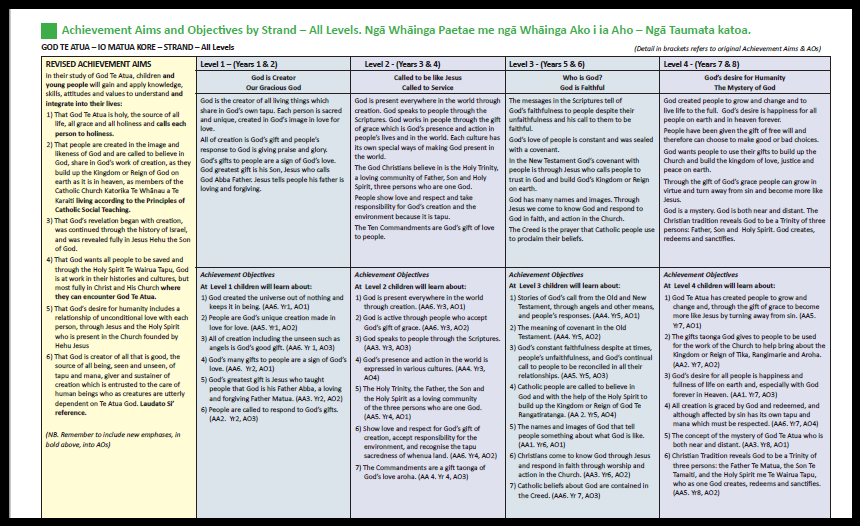 Achievement Aims and Objectives by Strand – All Levels. Ngā Whāinga Paetae me ngā Whāinga Ako i ia Aho – Ngā Taumata katoa.
GOD TE ATUA – IO MATUA KORE – STRAND – All Levels
(Detail in brackets refers to original Achievement Aims & AOs)
REVISED ACHIEVEMENT AIMS
In their study of God Te Atua, children and
young people will gain and apply knowledge,
skills, attitudes and values to understand and
integrate into their lives:
1) That God Te Atua is holy, the source of all
life, all grace and all holiness and calls each
person to holiness.
2) That people are created in the image and
likeness of God and are called to believe in
God, share in God's work of creation, as they
build up the Kingdom or Reign of God on
earth as it is in heaven, as members of the
Catholic Church Katorika Te Whānau a Te
Karaiti living according to the Principles of
Catholic Social Teaching.
3) That God's revelation began with creation,
was continued through the history of Israel,
and was revealed fully in Jesus Hehu the Son
of God.
4) That God wants all people to be saved and
through the Holy Spirit Te Wairua Tapu, God
is at work in their histories and cultures, but
most fully in Christ and His Church where
they can encounter God Te Atua.
5) That God's desire for humanity includes a
relationship of unconditional love with each
person, through Jesus and the Holy Spirit
who is present in the Church founded by
Hehu Jesus
6) That God is creator of all that is good, the
source of all being, seen and unseen, of
tapu and mana, giver and sustainer of
creation which is entrusted to the care of
human beings who as creatures are utterly
dependent on Te Atua God. Laudato Si'
reference.
(NB. Remember to include new emphases, in
bold above, into AOs)
Level 1 – (Years 1 & 2)
God is Creator
Our Gracious God
God is the creator of all living things which
share in God's own tapu. Each person is sacred
and unique, created in God's image in love for
love.
All of creation is God's gift and people's
response to God is giving praise and glory.
God's gifts to people are a sign of God's love.
God greatest gift is his Son, Jesus who calls
God Abba Father. Jesus tells people his father is
loving and forgiving.
Achievement Objectives
At Level 1 children will learn about:
1) God created the universe out of nothing and
keeps it in being. (AA6. Yr1, AO1)
2) People are God's unique creation made in
love for love. (AA5. Yr1, AO2)
3) All of creation including the unseen such as
angels is God's good gift. (AA6. Yr 1, AO3)
4) God's many gifts to people are a sign of God's
love. (AA6. Yr2, AO1)
5) God's greatest gift is Jesus who taught
people that God is his Father Abba, a loving
and forgiving Father Matua. (AA3. Yr2, AO2)
6) People are called to respond to God's gifts.
(AA2. Yr2, AO3)
Level 2 - (Years 3 & 4)
Called to be like Jesus
Called to Service
God is present everywhere in the world through
creation. God speaks to people through the
Scriptures. God works in people through the gift
of grace which is God's presence and action in
people's lives and in the world. Each culture has
its own special ways of making God present in
the world.
The God Christians believe in is the Holy Trinity,
a loving community of Father, Son and Holy
Spirit, three persons who are one God.
People show love and respect and take
responsibility for God's creation and the
environment because it is tapu.
The Ten Commandments are God's gift of love
to people.
Achievement Objectives
At Level 2 children will learn about:
1) God is present everywhere in the world
through creation. (AA6. Yr3, AO1)
2) God is active through people who accept
God's gift of grace. (AA6. Yr3, AO2)
3) God speaks to people through the Scriptures.
(AA3. Yr3, AO3)
4) God's presence and action in the world is
expressed in various cultures. (AA4. Yr3,
AO4)
5) The Holy Trinity, the Father, the Son and
the Holy Spirit as a loving community
of the three persons who are one God.
(AA5. Yr4, AO1)
6) Show love and respect for God's gift of
creation, accept responsibility for the
environment, and recognise the tapu
sacredness of whenua land. (AA6. Yr4, AO2)
7) The Commandments are a gift taonga of
God's love aroha. (AA 4. Yr 4, AO3)
Level 3 - (Years 5 & 6)
Who is God?
God is Faithful
The messages in the Scriptures tell of
God's faithfulness to people despite their
unfaithfulness and his call to them to be
faithful.
God's love of people is constant and was sealed
with a covenant.
In the New Testament God's covenant with
people is through Jesus who calls people to
trust in God and build God's Kingdom or Reign
on earth.
God has many names and images. Through
Jesus we come to know God and respond to
God in faith, and action in the Church.
The Creed is the prayer that Catholic people use
to proclaim their beliefs.
Achievement Objectives
At Level 3 children will learn about:
1) Stories of God's call from the Old and New
Testament, through angels and other means,
and people's responses. (AA4. Yr5, AO1)
2) The meaning of covenant in the Old
Testament. (AA4. Yr5, AO2)
3) God's constant faithfulness despite at times,
people's unfaithfulness, and God's continual
call to people to be reconciled in all their
relationships. (AA5. Yr5, AO3)
4) Catholic people are called to believe in
God and with the help of the Holy Spirit to
build up the Kingdom or Reign of God Te
Rangatiratanga. (AA 2. Yr5, AO4)
5) The names and images of God that tell
people something about what God is like.
(AA1. Yr6, AO1)
6) Christians come to know God through Jesus
and respond in faith through worship and
action in the Church. (AA3. Yr6, AO2)
7) Catholic beliefs about God are contained in
the Creed. (AA6. Yr 7, AO3)
Level 4 - (Years 7 & 8)
God's desire for Humanity
The Mystery of God
God created people to grow and change and to
live life to the full. God's desire is happiness for all
people on earth and in heaven forever.
People have been given the gift of free will and
therefore can choose to make good or bad choices.
God wants people to use their gifts to build up the
Church and build the kingdom of love, justice and
peace on earth.
Through the gift of God's grace people can grow in
virtue and turn away from sin and become more like
Jesus.
God is a mystery. God is both near and distant. The
Christian tradition reveals God to be a Trinity of three
persons: Father, Son and Holy Spirit. God creates,
redeems and sanctifies.
Achievement Objectives
At Level 4 children will learn about:
1) God Te Atua has created people to grow and
change and, through the gift of grace to become
more like Jesus by turning away from sin. (AA5.
Yr7, AO1)
2) The gifts taonga God gives to people to be used
for the work of the Church to help bring about the
Kingdom or Reign of Tika, Rangimarie and Aroha.
(AA2. Yr7, AO2)
3) God's desire for all people is happiness and
fullness of life on earth and, especially with God
forever in Heaven. (AA1. Yr7, AO3)
4) All creation is graced by God and redeemed, and
although affected by sin has its own tapu and
mana which must be respected. (AA6. Yr7, AO4)
5) The concept of the mystery of God Te Atua who is
both near and distant. (AA3. Yr8, AO1)
6) Christian Tradition reveals God to be a Trinity of
three persons: the Father Te Matua, the Son Te
Tamaiti, and the Holy Spirit me Te Wairua Tapu,
who as one God creates, redeems and sanctifies.
(AA5. Yr8, AO2)